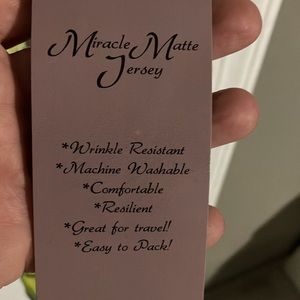 Miracle Matte
Jersey
*Wrinkle Resistant
*Machine Washable
*Comfortable
*Resilient
*Great for travel!
*Easy to Pack!